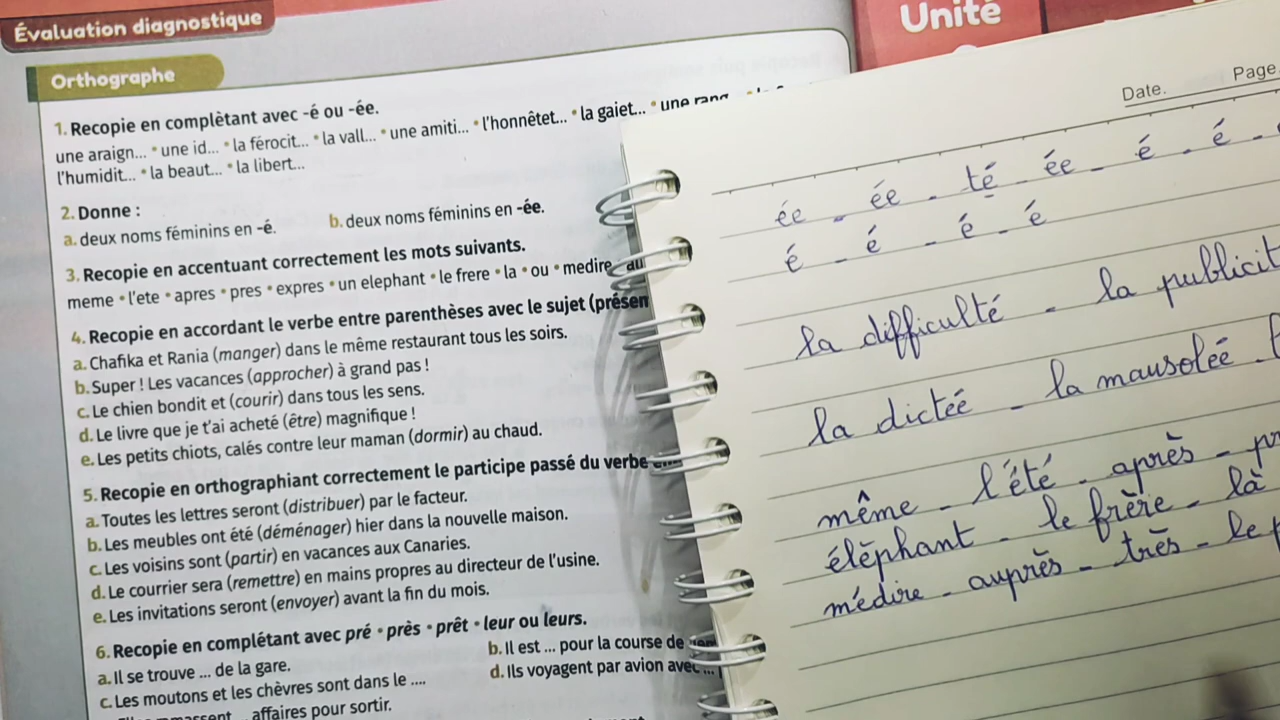 Évaluation diagnostique
Unité
Orthographe
1. Recopie en complètant avec -é ou -ée.
une araign... • une id... • la férocit... • la vall... • une amiti... • l'honnêtet... • la gaiet... • une rang
l'humidit... • la beaut... • la libert...
2. Donne :
a. deux noms féminins en -é. b. deux noms féminins en -ée.
3. Recopie en accentuant correctement les mots suivants.
meme • l'ete • apres • pres • expres • un elephant • le frere • la • ou • medire • au
4. Recopie en accordant le verbe entre parenthèses avec le sujet (présen
a. Chafika et Rania (manger) dans le même restaurant tous les soirs.
b. Super ! Les vacances (approcher) à grand pas !
c. Le chien bondit et (courir) dans tous les sens.
d. Le livre que je t'ai acheté (être) magnifique !
e. Les petits chiots, calés contre leur maman (dormir) au chaud.
5. Recopie en orthographiant correctement le participe passé du verbe
a. Toutes les lettres seront (distribuer) par le facteur.
b. Les meubles ont été (déménager) hier dans la nouvelle maison.
c. Les voisins sont (partir) en vacances aux Canaries.
d. Le courrier sera (remettre) en mains propres au directeur de l'usine.
e. Les invitations seront (envoyer) avant la fin du mois.
6. Recopie en complétant avec pré • près • prêt • leur ou leurs.
a. Il se trouve ... de la gare. b. Il est ... pour la course de
c. Les moutons et les chèvres sont dans le .... d. Ils voyagent par avion avec ...
affaires pour sortir.
Date. Page
ée - ée - té - ée - é - é -
é - é - é - é
la difficulté - la publicit
la dictée - la mausolée -
même - l'été - après - pr
éléphant - le frère - là
médire - auprès - très - le